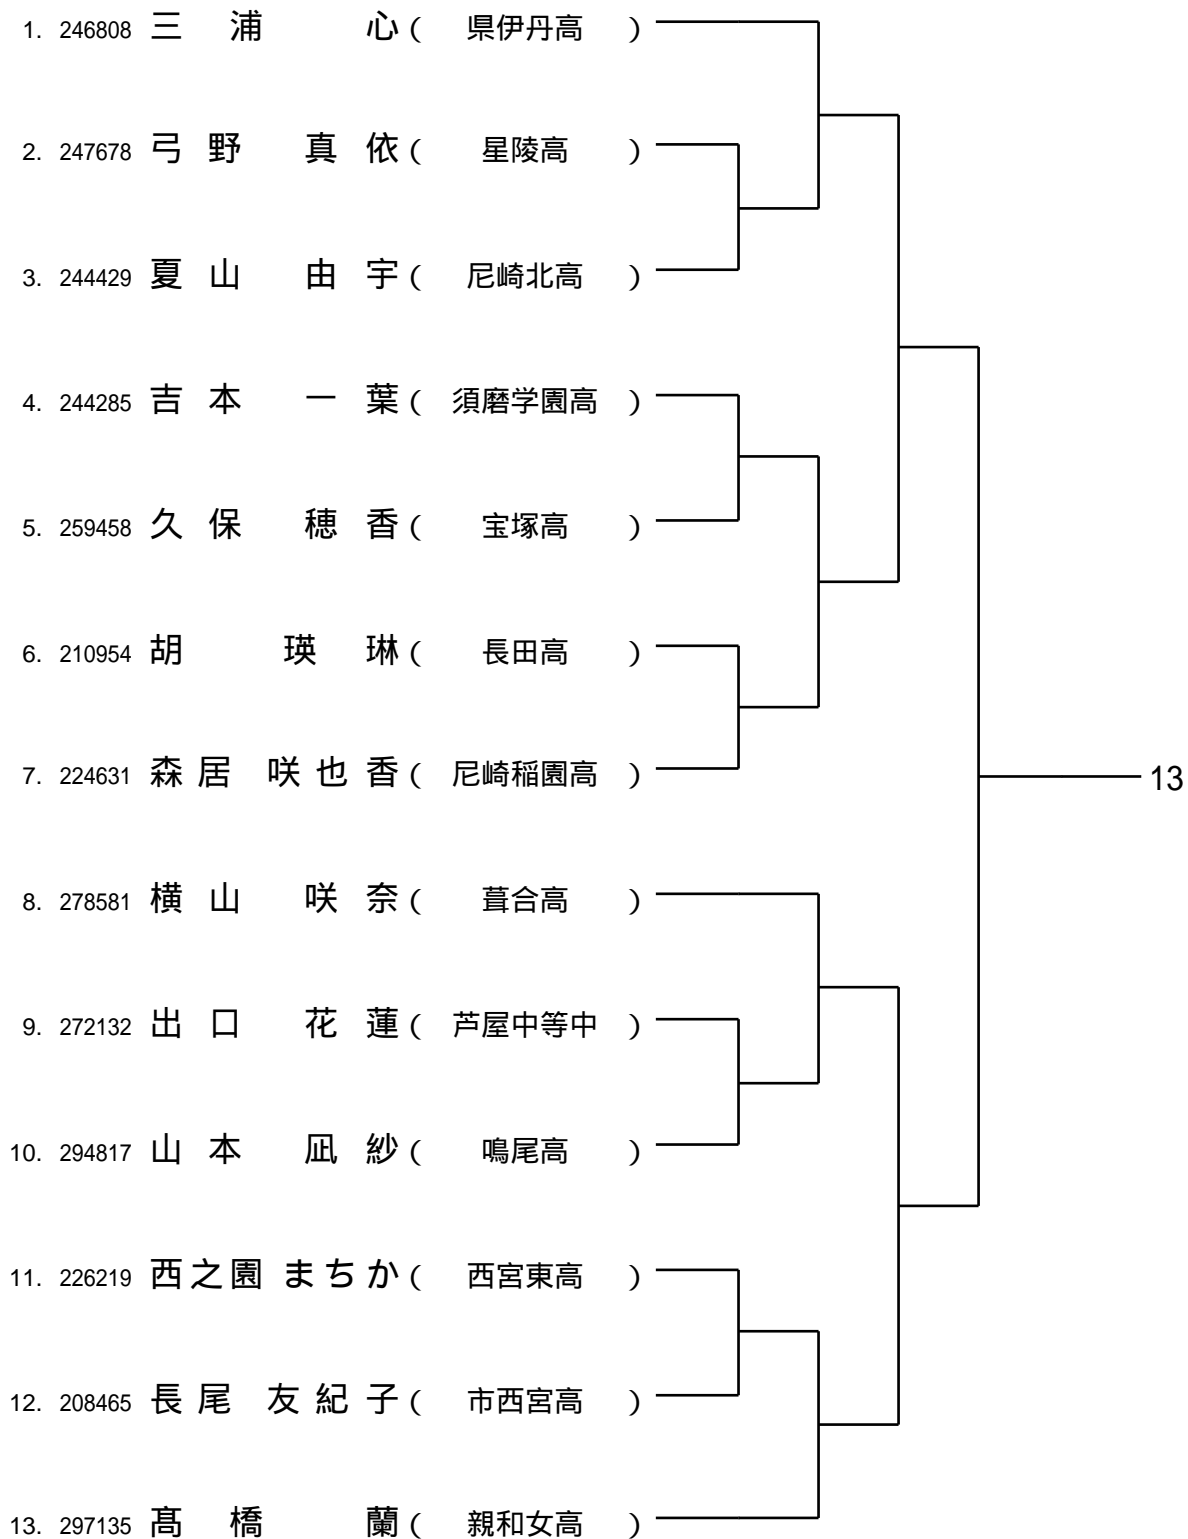 1. 246808 三 浦 心 ( 県伊丹高 )
2. 247678 弓 野 真 依 ( 星陵高 )
3. 244429 夏 山 由 宇 ( 尼崎北高 )
4. 244285 吉 本 一 葉 ( 須磨学園高 )
5. 259458 久 保 穂 香 ( 宝塚高 )
6. 210954 胡 瑛 琳 ( 長田高 )
7. 224631 森 居 咲 也 香 ( 尼崎稲園高 )
13
8. 278581 横 山 咲 奈 ( 葺合高 )
9. 272132 出 口 花 蓮 ( 芦屋中等中 )
10. 294817 山 本 凪 紗 ( 鳴尾高 )
11. 226219 西 之 園 ま ち か ( 西宮東高 )
12. 208465 長 尾 友 紀 子 ( 市西宮高 )
13. 297135 髙 橋 蘭 ( 親和女高 )